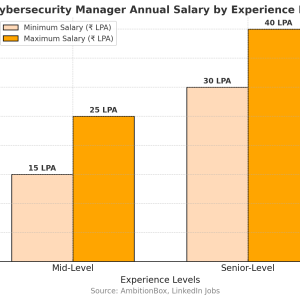 ybersecurity Manager Annual Salary by Experience
Minimum Salary (₹ LPA)
Maximum Salary (₹ LPA)
40 LPA
30 LPA
25 LPA
15 LPA
Mid-Level
Senior-Level
Experience Levels
Source: AmbitionBox, LinkedIn Jobs